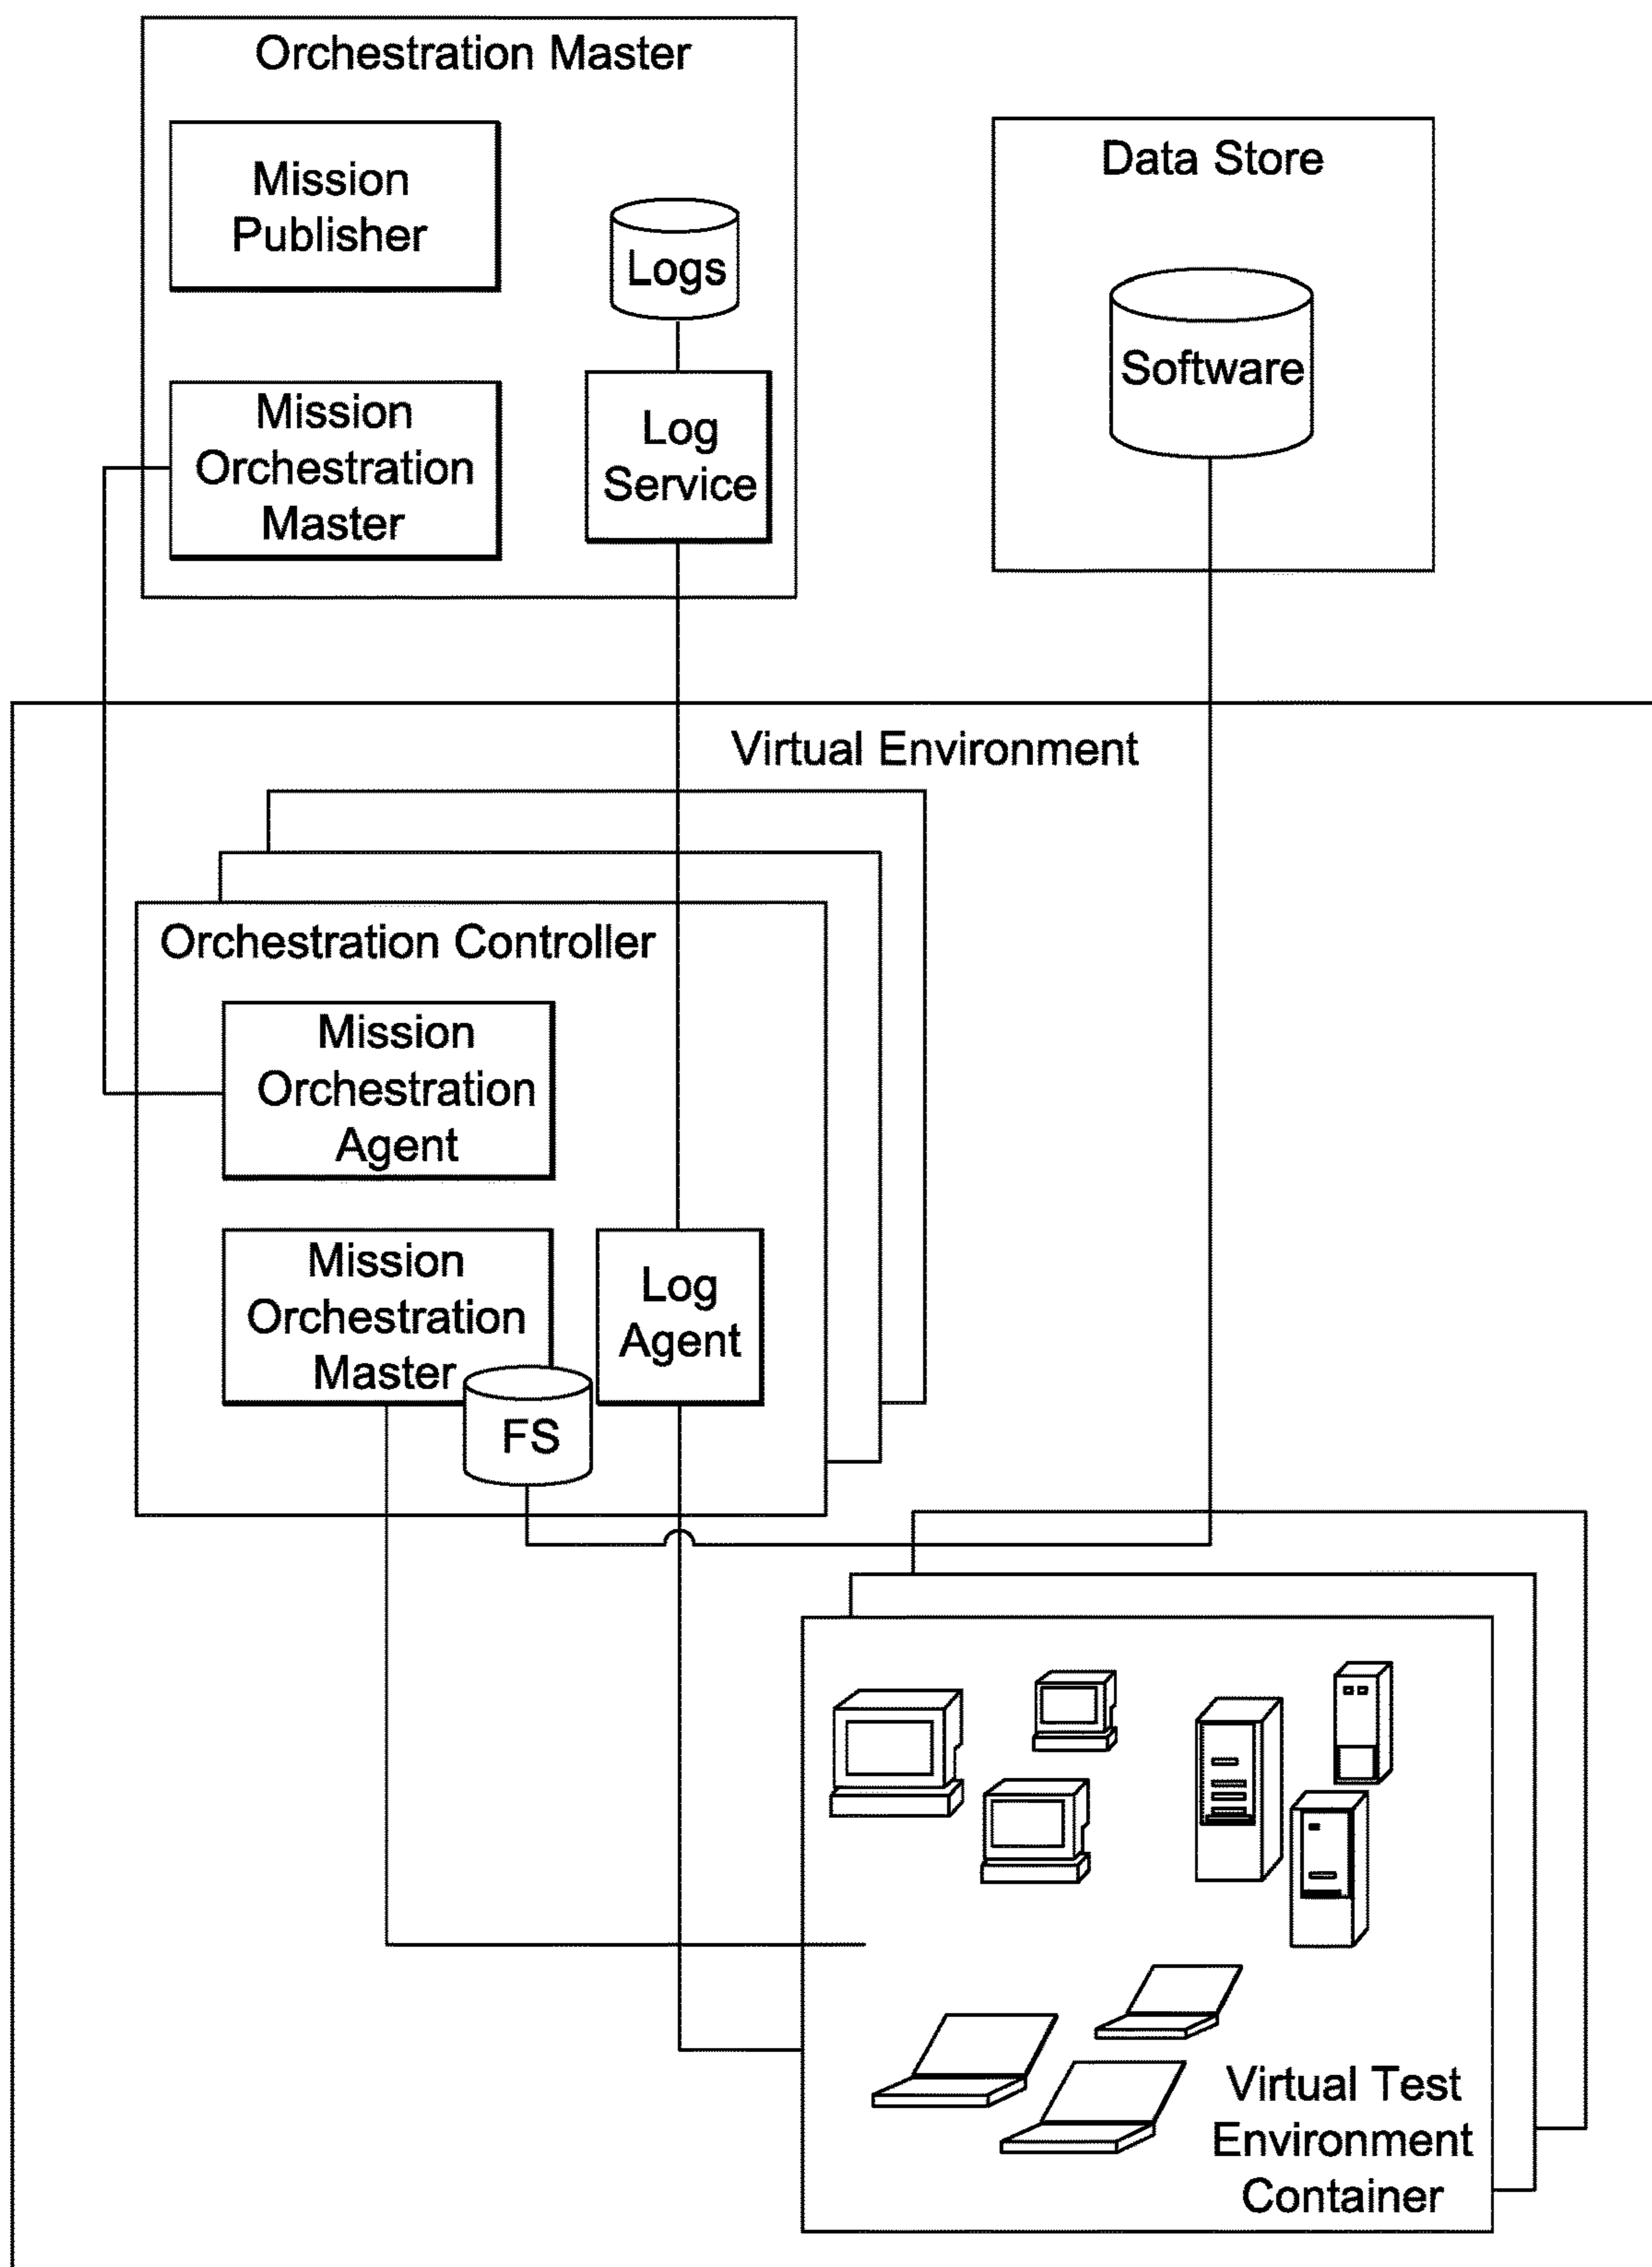 Orchestration Master
Mission
Publisher
Logs
Mission
Orchestration
Master
Log
Service
Data Store
Software
Virtual Environment
Orchestration Controller
Mission
Orchestration
Agent
Mission
Orchestration
Master
FS
Log
Agent
Virtual Test
Environment
Container